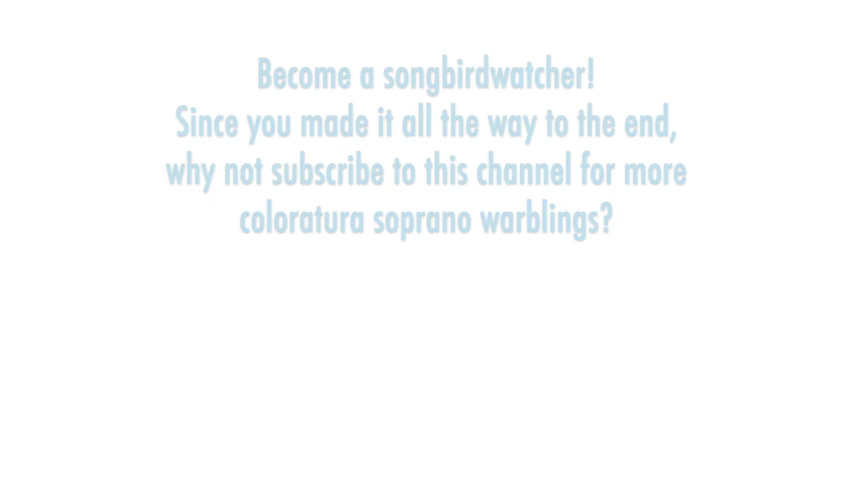 Become a songbirdwatcher!
Since you made it all the way to the end,
why not subscribe to this channel for more
coloratura soprano warblings?